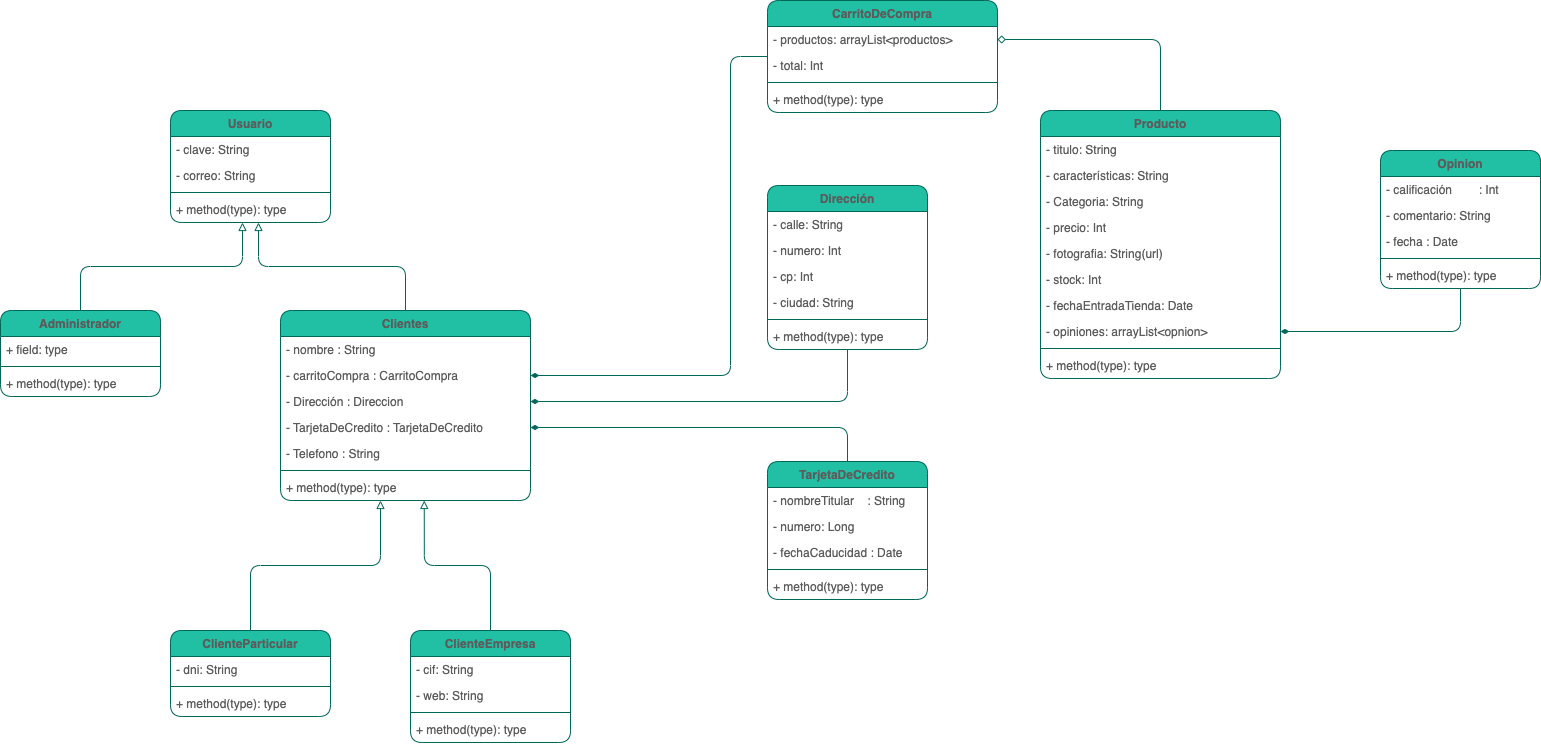 CarritoDeCompra
- productos: arrayList<productos>
- total: Int
+ method(type): type
Usuario
- clave: String
- correo: String
+ method(type): type
Producto
- titulo: String
- características: String
- Categoria: String
- precio: Int
- fotografia: String(url)
- stock: Int
- fechaEntradaTienda: Date
- opiniones: arrayList<opnion>
+ method(type): type
Opinion
- calificación : Int
- comentario: String
- fecha : Date
+ method(type): type
Dirección
- calle: String
- numero: Int
- cp: Int
- ciudad: String
+ method(type): type
Administrador
+ field: type
+ method(type): type
Clientes
- nombre : String
- carritoCompra : CarritoCompra
- Dirección : Direccion
- TarjetaDeCredito : TarjetaDeCredito
- Telefono : String
+ method(type): type
TarjetaDeCredito
- nombreTitular : String
- numero: Long
- fechaCaducidad : Date
+ method(type): type
ClienteParticular
- dni: String
+ method(type): type
ClienteEmpresa
- cif: String
- web: String
+ method(type): type